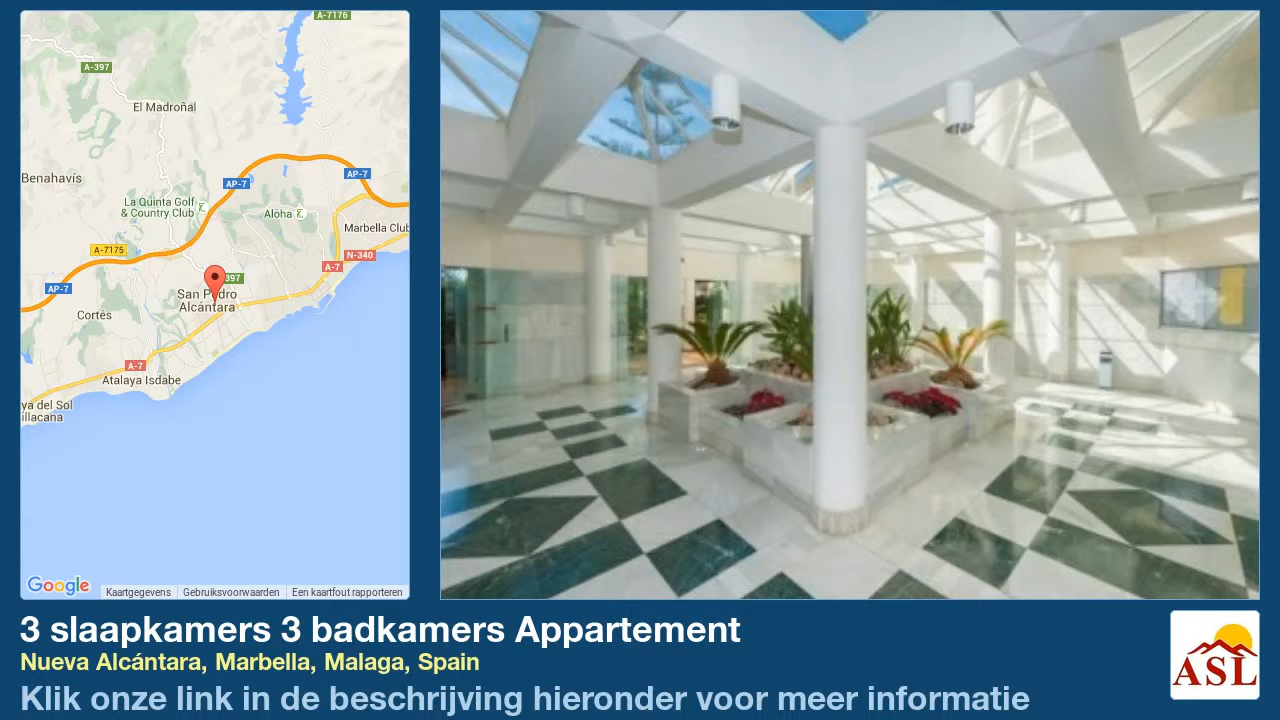 A-7176
A-397
El Madroñal
Benahavís
AP-7
AP-7
La Quinta Golf
& Country Club
Aloha
Marbella Club
A-7175
N-340
A-7
397
AP-7
San Pedro
Alcántara
Cortés
A-7
Atalaya Isdabe
ya del Sol
illacana
Google
Kaartgegevens
Gebruiksvoorwaarden
Een kaartfout rapporteren
3 slaapkamers 3 badkamers Appartement
Nueva Alcántara, Marbella, Malaga, Spain
Klik onze link in de beschrijving hieronder voor meer informatie
ASL